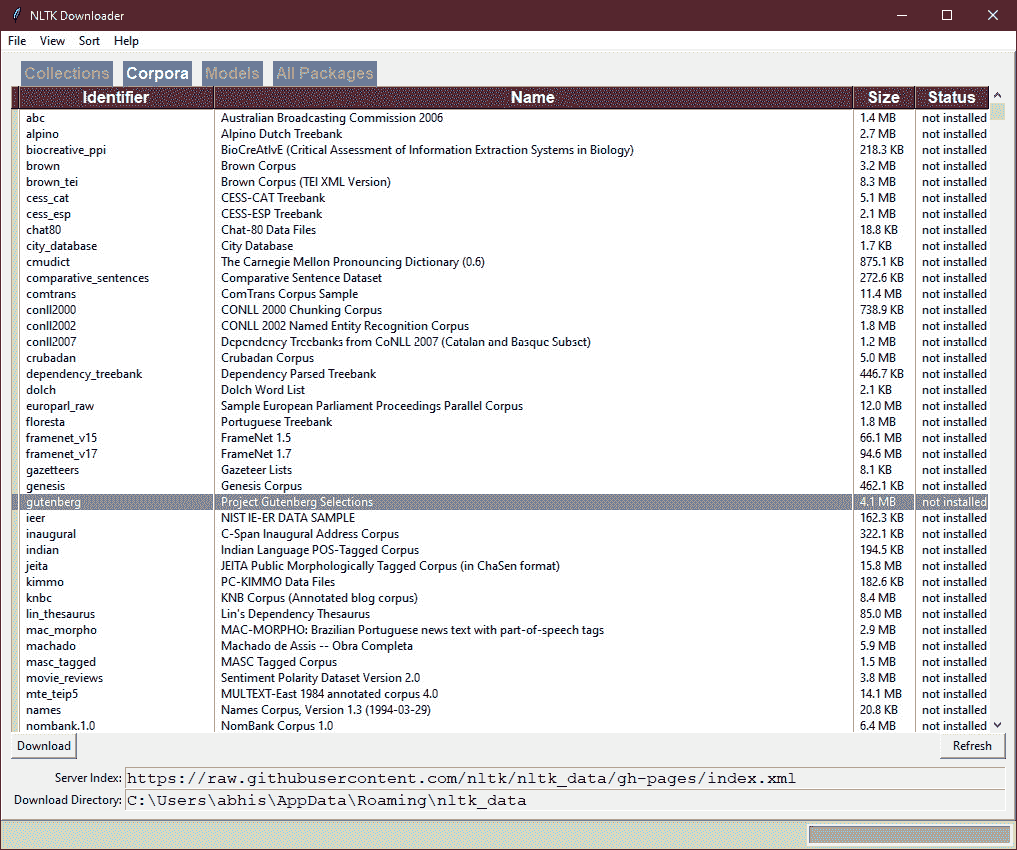 NLTK Downloader
File View Sort Help
Collections Corpora Models All Packages
Identifier Name Size Status
abc Australian Broadcasting Commission 2006 1.4 MB not installed
alpino Alpino Dutch Treebank 2.7 MB not installed
biocreative_ppi BioCreAtIvE (Critical Assessment of Information Extraction Systems in Biology) 218.3 KB not installed
brown Brown Corpus 3.2 MB not installed
brown_tei Brown Corpus (TEI XML Version) 8.3 MB not installed
cess_cat CESS-CAT Treebank 5.1 MB not installed
cess_esp CESS-ESP Treebank 2.1 MB not installed
chat80 Chat-80 Data Files 18.8 KB not installed
city_database City Database 1.7 KB not installed
cmudict The Carnegie Mellon Pronouncing Dictionary (0.6) 875.1 KB not installed
comparative_sentences Comparative Sentence Dataset 272.6 KB not installed
comtrans ComTrans Corpus Sample 11.4 MB not installed
conll2000 CONLL 2000 Chunking Corpus 738.9 KB not installed
conll2002 CONLL 2002 Named Entity Recognition Corpus 1.8 MB not installed
conll2007 Dependency Treebanks from CoNLL 2007 (Catalan and Basque Subset) 1.2 MB not installed
crubadan Crubadan Corpus 5.0 MB not installed
dependency_treebank Dependency Parsed Treebank 446.7 KB not installed
dolch Dolch Word List 2.1 KB not installed
europarl_raw Sample European Parliament Proceedings Parallel Corpus 12.0 MB not installed
floresta Portuguese Treebank 1.8 MB not installed
framenet_v15 FrameNet 1.5 66.1 MB not installed
framenet_v17 FrameNet 1.7 94.6 MB not installed
gazetteers Gazeteer Lists 8.1 KB not installed
genesis Genesis Corpus 462.1 KB not installed
gutenberg Project Gutenberg Selections 4.1 MB not installed
ieer NIST IE-ER DATA SAMPLE 162.3 KB not installed
inaugural C-Span Inaugural Address Corpus 322.1 KB not installed
indian Indian Language POS-Tagged Corpus 194.5 KB not installed
jeita JEITA Public Morphologically Tagged Corpus (in ChaSen format) 15.8 MB not installed
kimmo PC-KIMMO Data Files 182.6 KB not installed
knbc KNB Corpus (Annotated blog corpus) 8.4 MB not installed
lin_thesaurus Lin's Dependency Thesaurus 85.0 MB not installed
mac_morpho MAC-MORPHO: Brazilian Portuguese news text with part-of-speech tags 2.9 MB not installed
machado Machado de Assis -- Obra Completa 5.9 MB not installed
masc_tagged MASC Tagged Corpus 1.5 MB not installed
movie_reviews Sentiment Polarity Dataset Version 2.0 3.8 MB not installed
mte_teip5 MULTEXT-East 1984 annotated corpus 4.0 14.1 MB not installed
names Names Corpus, Version 1.3 (1994-03-29) 20.8 KB not installed
nombank.1.0 NomBank Corpus 1.0 6.4 MB not installed
Download Refresh
Server Index: https://raw.githubusercontent.com/nltk/nltk_data/gh-pages/index.xml
Download Directory: C:\Users\abhis\AppData\Roaming\nltk_data